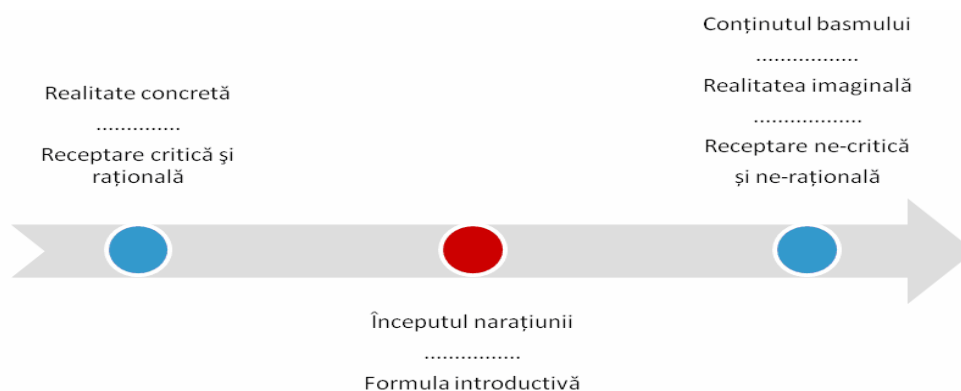 Realitate concretă
..............
Receptare critică şi
raţională
Începutul narațiunii
................
Formula introductivă
Conținutul basmului
.................
Realitatea imaginală
..................
Receptare ne-critică
și ne-rațională